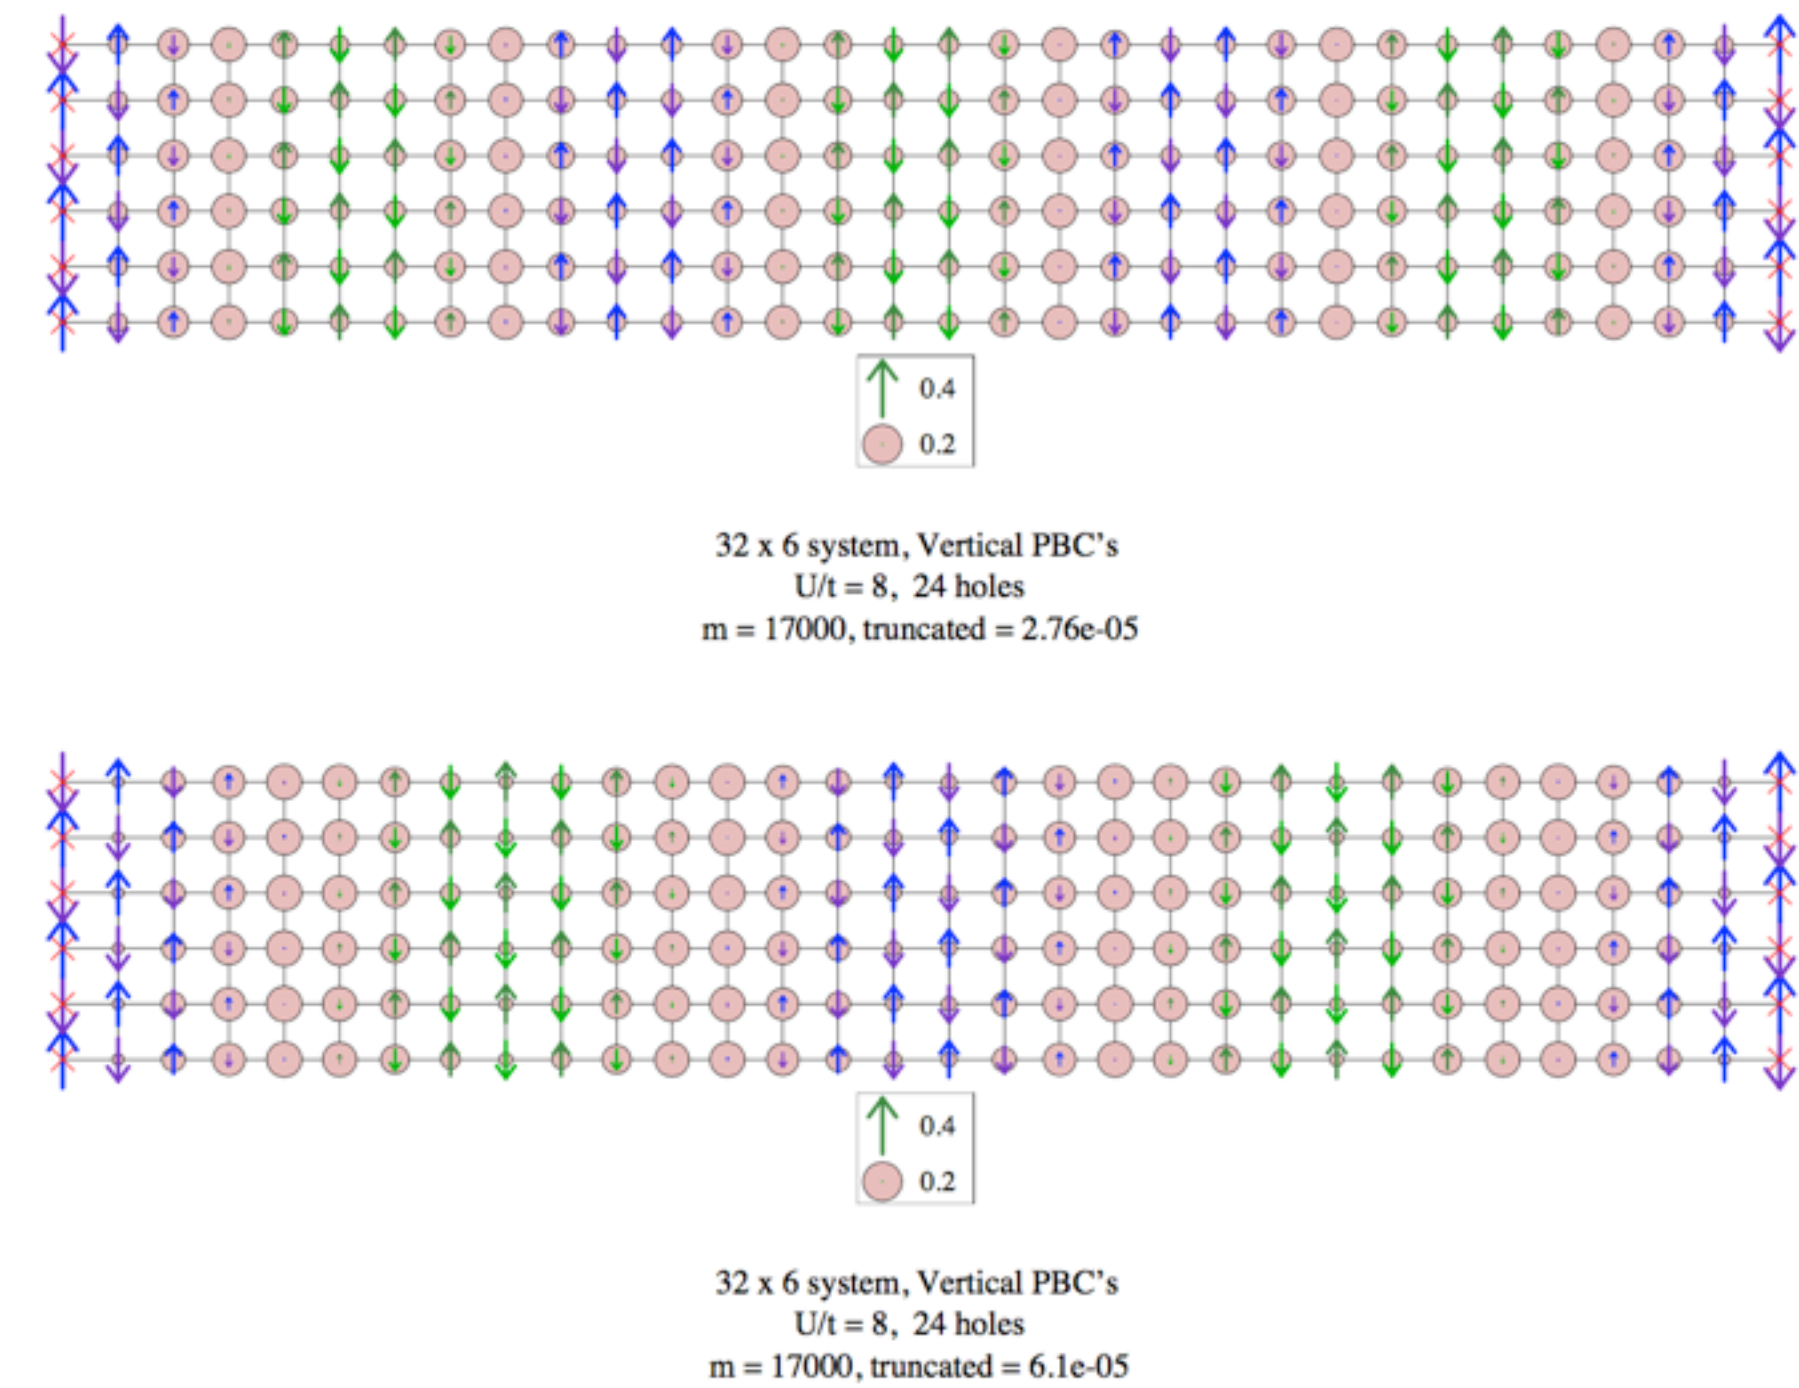 0.4
0.2
32 x 6 system, Vertical PBC's
U/t = 8, 24 holes
m = 17000, truncated = 2.76e-05
0.4
0.2
32 x 6 system, Vertical PBC's
U/t = 8, 24 holes
m = 17000, truncated = 6.1e-05